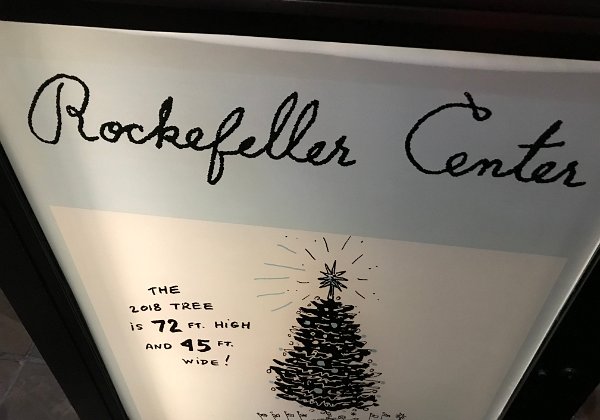 Rockefeller Center
THE
2018 TREE
is 72 FT. HIGH
AND 45 FT.
WiDE!